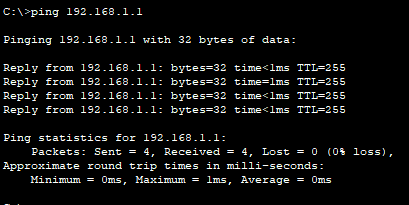 C:\>ping 192.168.1.1
Pinging 192.168.1.1 with 32 bytes of data:
Reply from 192.168.1.1: bytes=32 time<1ms TTL=255
Reply from 192.168.1.1: bytes=32 time=1ms TTL=255
Reply from 192.168.1.1: bytes=32 time<1ms TTL=255
Reply from 192.168.1.1: bytes=32 time<1ms TTL=255
Ping statistics for 192.168.1.1:
Packets: Sent = 4, Received = 4, Lost = 0 (0% loss),
Approximate round trip times in milli-seconds:
Minimum = 0ms, Maximum = 1ms, Average = 0ms